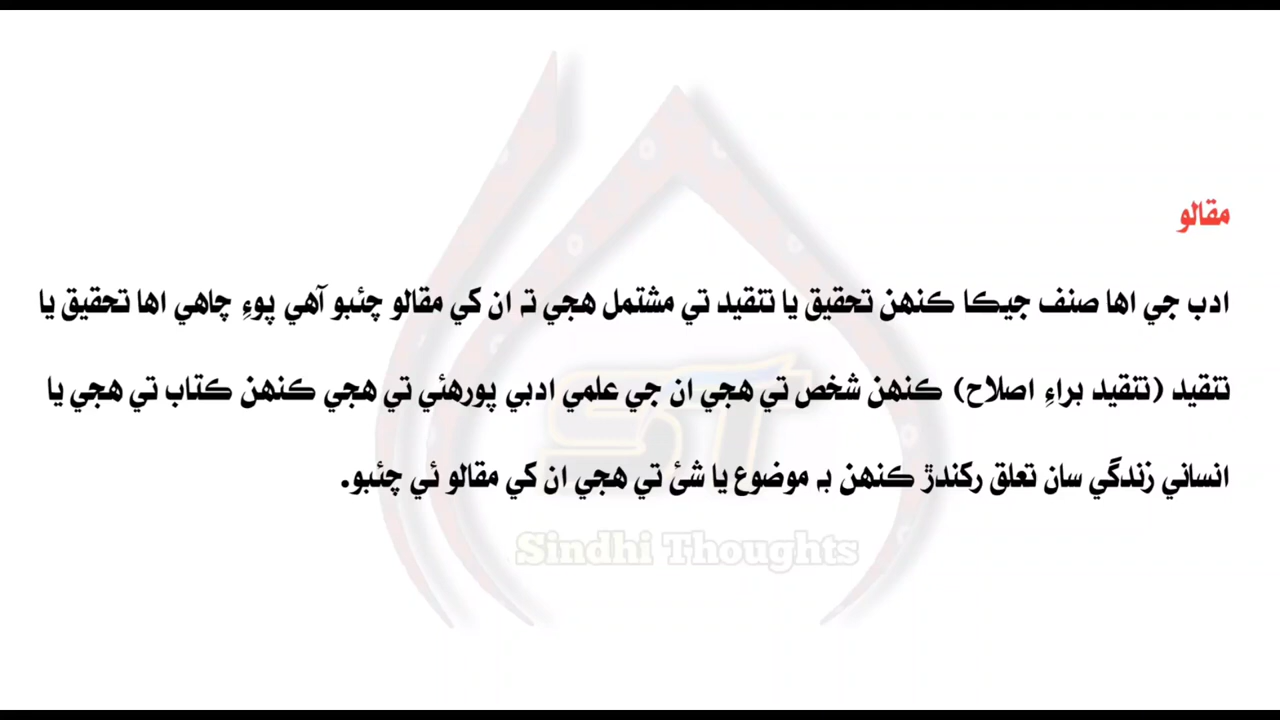 مقالو
ادب جي اها صنف جيڪا ڪنهن تحقيق يا تنقيد تي مشتمل هجي تہ ان کي مقالو چئبو آهي پوءِ چاهي اها تحقيق يا
تنقيد (تنقيد براءِ اصلاح) ڪنهن شخص تي هجي ان جي علمي ادبي پورهئي تي هجي ڪنهن ڪتاب تي هجي يا
انساني زندگي سان تعلق رکندڙ ڪنهن بہ موضوع يا شئ تي هجي ان کي مقالو ئي چئبو.
ST
Sindhi Thoughts